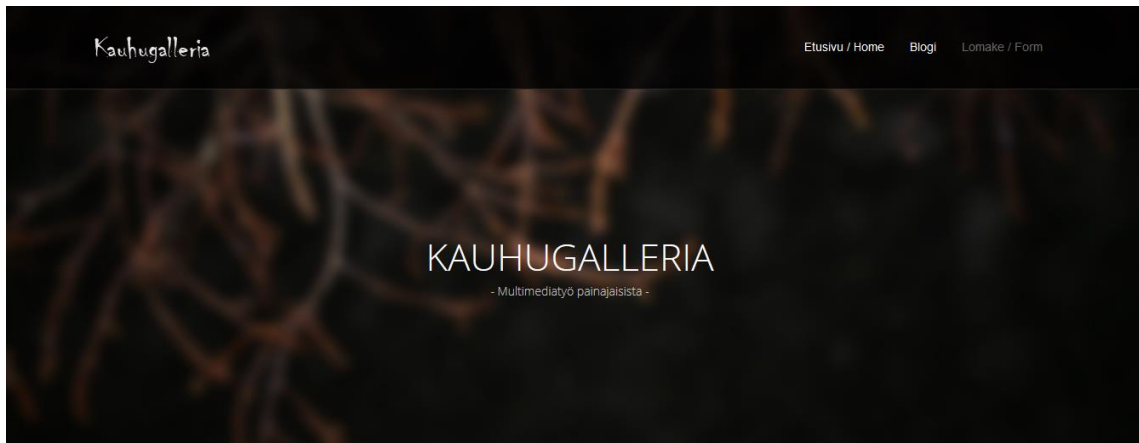 Kauhugalleria
Etusivu / Home Blogi Lomake / Form
KAUHUGALLERIA
- Multimediatyö painajaisista -